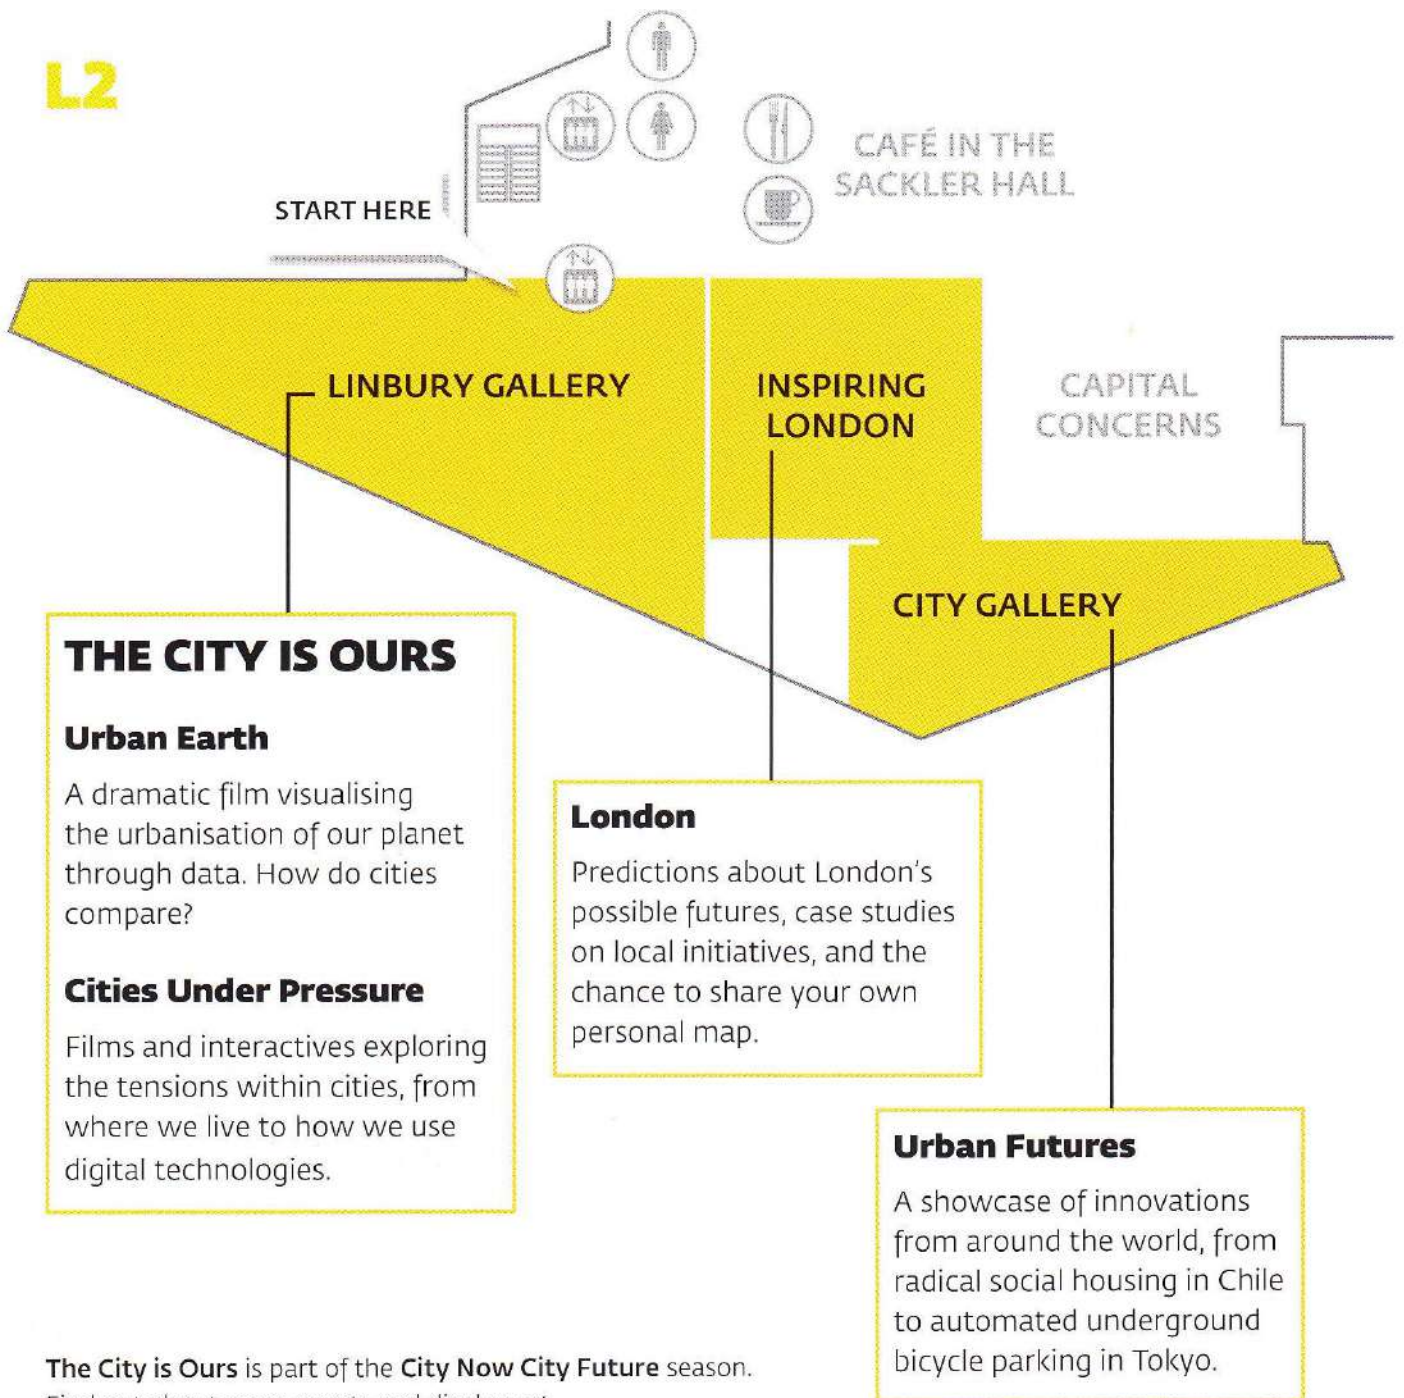 L2
CAFÉ IN THE
SACKLER HALL
START HERE
LINBURY GALLERY
INSPIRING
LONDON
CAPITAL
CONCERNS
CITY GALLERY
THE CITY IS OURS
Urban Earth
A dramatic film visualising
the urbanisation of our planet
through data. How do cities
compare?
Cities Under Pressure
Films and interactives exploring
the tensions within cities, from
where we live to how we use
digital technologies.
London
Predictions about London's
possible futures, case studies
on local initiatives, and the
chance to share your own
personal map.
Urban Futures
A showcase of innovations
from around the world, from
radical social housing in Chile
to automated underground
bicycle parking in Tokyo.
The City is Ours is part of the City Now City Future season.